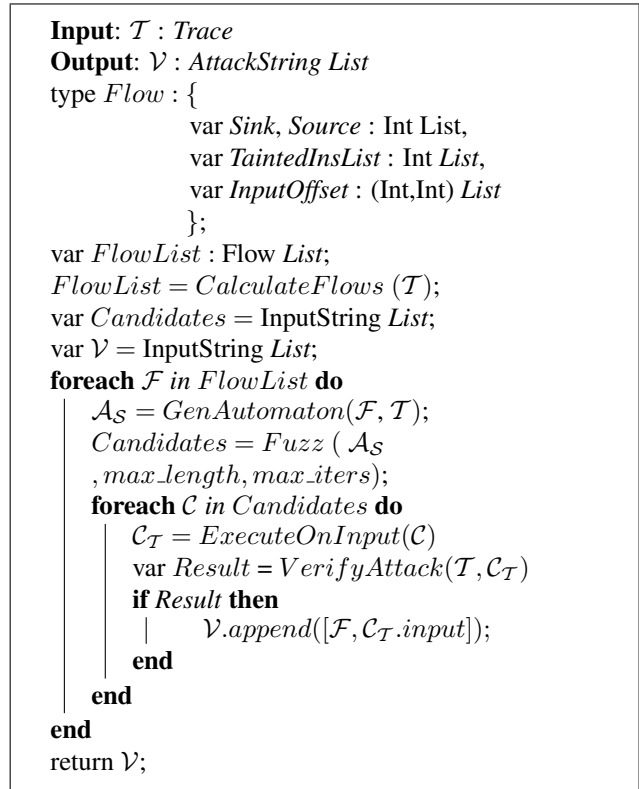 Input: 𝒯 : Trace
Output: 𝒱 : AttackString List
type Flow : {
var Sink, Source : Int List,
var TaintedInsList : Int List,
var InputOffset : (Int,Int) List
};
var FlowList : Flow List;
FlowList = CalculateFlows (𝒯);
var Candidates = InputString List;
var 𝒱 = InputString List;
foreach ℱ in FlowList do
𝒜_𝒮 = GenAutomaton(ℱ, 𝒯);
Candidates = Fuzz ( 𝒜_𝒮
, max_length, max_iters);
foreach 𝒞 in Candidates do
𝒞_𝒯 = ExecuteOnInput(𝒞)
var Result = VerifyAttack(𝒯, 𝒞_𝒯)
if Result then
𝒱.append([ℱ, 𝒞_𝒯.input]);
end
end
end
return 𝒱;